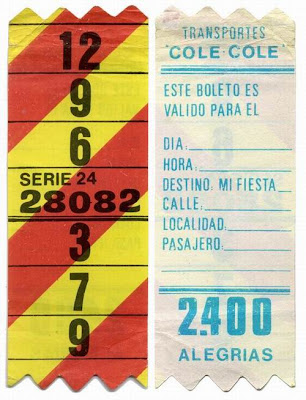 12
9
6
SERIE 24
28082
3
7
9
TRANSPORTES
"COLE-COLE"
ESTE BOLETO ES
VALIDO PARA EL
DIA:
HORA:
DESTINO: MI FIESTA
CALLE:
LOCALIDAD:
PASAJERO:
2.400
ALEGRIAS